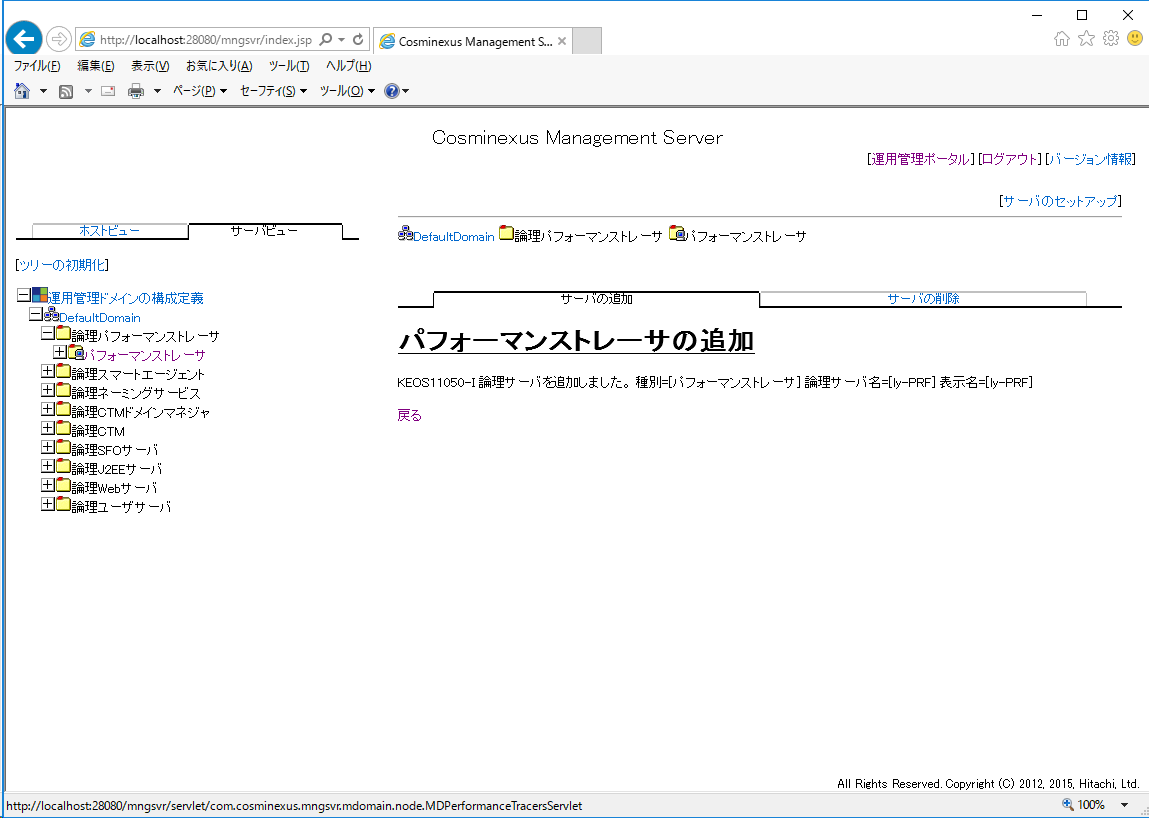 http://localhost:28080/mngsvr/index.jsp
Cosminexus Management S...
ファイル(F) 編集(E) 表示(V) お気に入り(A) ツール(T) ヘルプ(H)
ページ(P) セーフティ(S) ツール(O)
Cosminexus Management Server
[運用管理ポータル] [ログアウト] [バージョン情報]
[サーバのセットアップ]
ホストビュー サーバビュー
[ツリーの初期化]
運用管理ドメインの構成定義
DefaultDomain
論理パフォーマンストレーサ
パフォーマンストレーサ
論理スマートエージェント
論理ネーミングサービス
論理CTMドメインマネジャ
論理CTM
論理SFOサーバ
論理J2EEサーバ
論理Webサーバ
論理ユーザサーバ
DefaultDomain 論理パフォーマンストレーサ パフォーマンストレーサ
サーバの追加 サーバの削除
パフォーマンストレーサの追加
KEOS11050-I 論理サーバを追加しました。 種別=[パフォーマンストレーサ] 論理サーバ名=[ly-PRF] 表示名=[ly-PRF]
戻る
All Rights Reserved. Copyright (C) 2012, 2015, Hitachi, Ltd.
http://localhost:28080/mngsvr/servlet/com.cosminexus.mngsvr.mdomain.node.MDPerformanceTracersServlet
100%